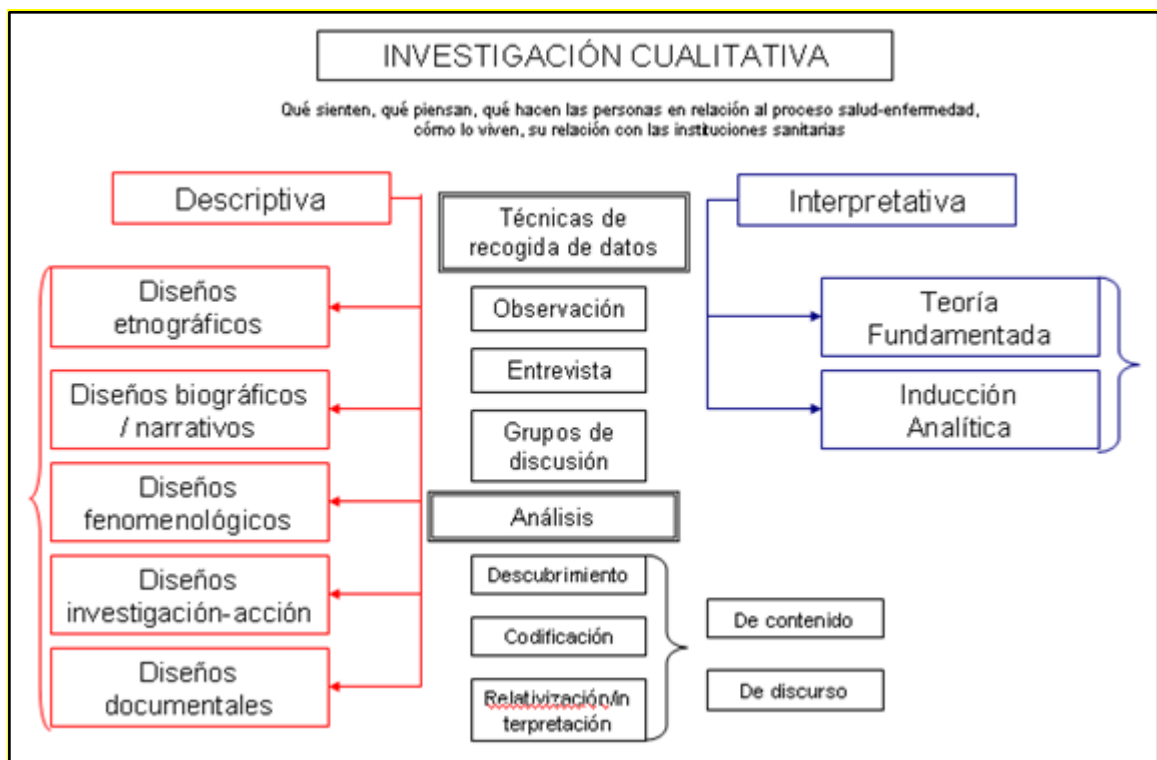 INVESTIGACIÓN CUALITATIVA
Qué sienten, qué piensan, qué hacen las personas en relación al proceso salud-enfermedad,
cómo lo viven, su relación con las instituciones sanitarias
Descriptiva
Diseños
etnográficos
Diseños biográficos
/ narrativos
Diseños
fenomenológicos
Diseños
investigación-acción
Diseños
documentales
Técnicas de
recogida de datos
Observación
Entrevista
Grupos de
discusión
Análisis
Descubrimiento
Codificación
Relativización/in
terpretación
De contenido
De discurso
Interpretativa
Teoría
Fundamentada
Inducción
Analítica